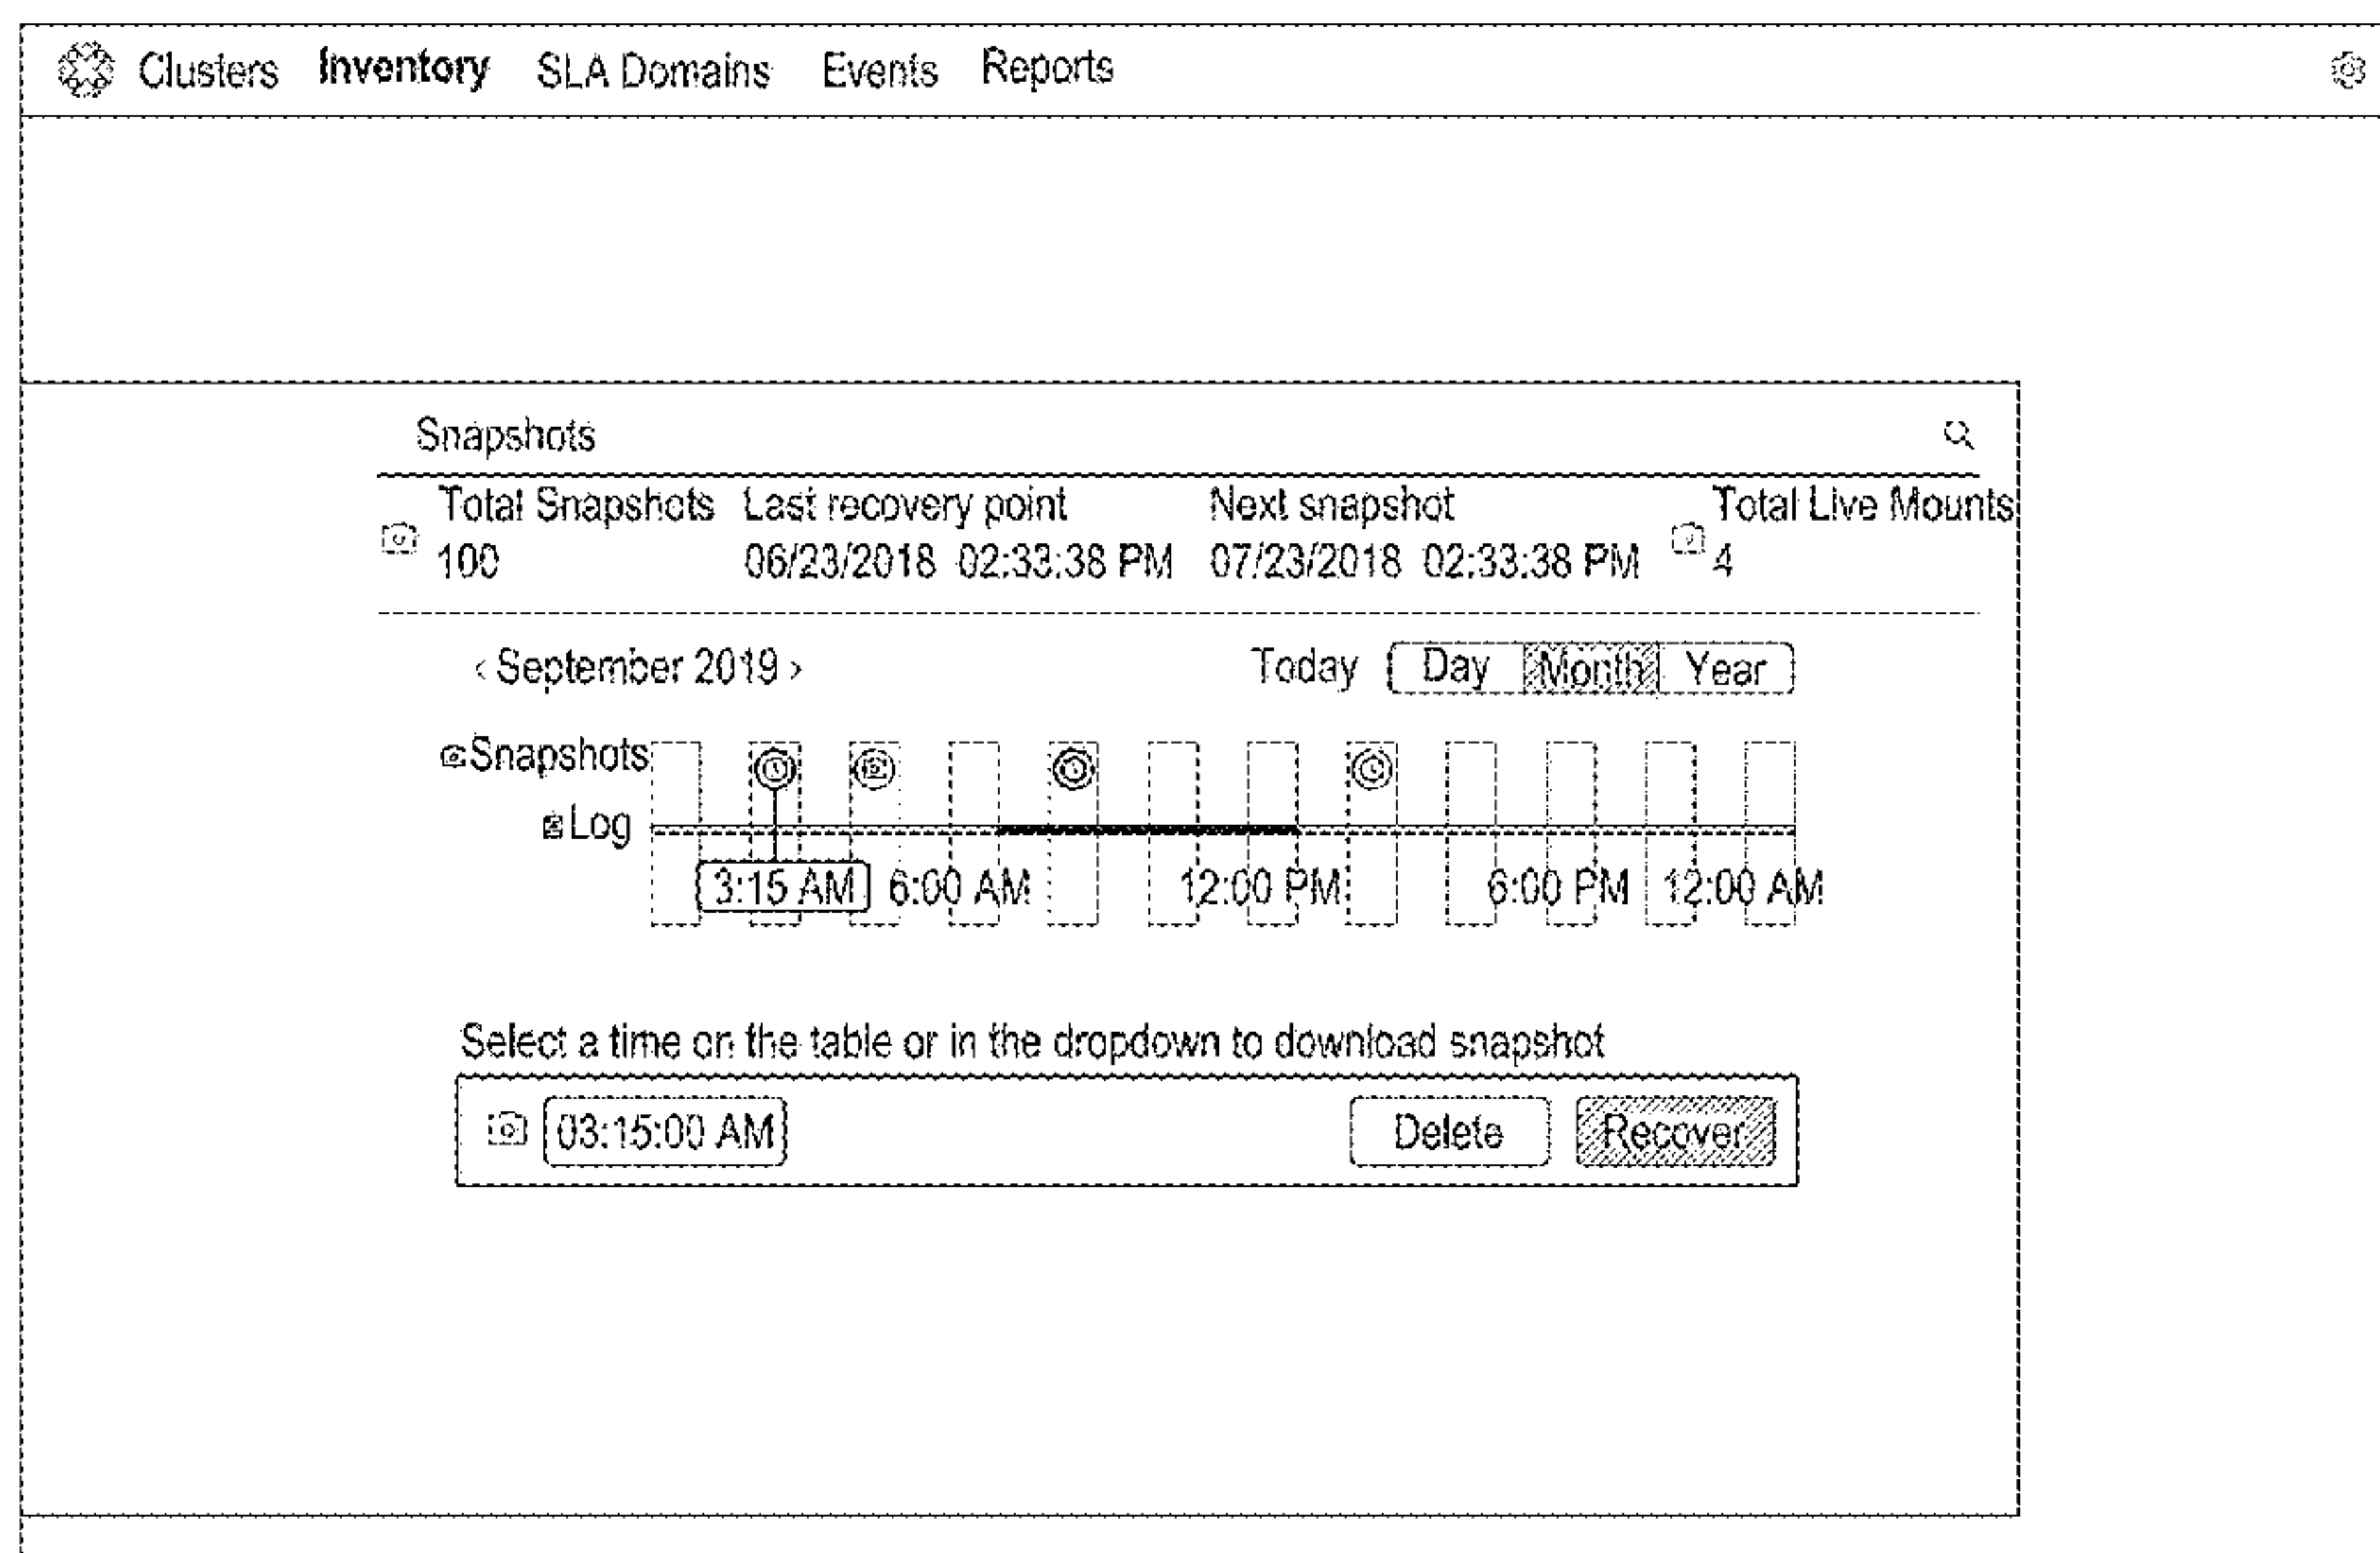 Clusters Inventory SLA Domains Events Reports
Snapshots
Total Snapshots Last recovery point Next snapshot Total Live Mounts
100 06/23/2018 02:33:38 PM 07/23/2018 02:33:38 PM 4
‹ September 2019 › Today Day Month Year
Snapshots
Log
3:15 AM 6:00 AM 12:00 PM 6:00 PM 12:00 AM
Select a time on the table or in the dropdown to download snapshot
03:15:00 AM Delete Recover